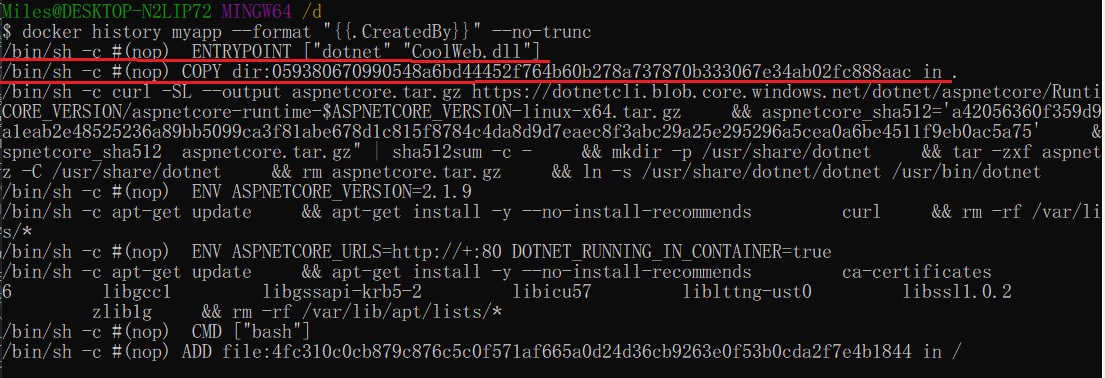 Miles@DESKTOP-N2LIP72 MINGW64 /d
$ docker history myapp --format "{{.CreatedBy}}" --no-trunc
/bin/sh -c #(nop)  ENTRYPOINT ["dotnet" "CoolWeb.dll"]
/bin/sh -c #(nop) COPY dir:059380670990548a6bd44452f764b60b278a737870b333067e34ab02fc888aac in .
/bin/sh -c curl -SL --output aspnetcore.tar.gz https://dotnetcli.blob.core.windows.net/dotnet/aspnetcore/Runti
CORE_VERSION/aspnetcore-runtime-$ASPNETCORE_VERSION-linux-x64.tar.gz     && aspnetcore_sha512='a42056360f359d9
a1eab2e48525236a89bb5099ca3f81abe678d1c815f8784c4da8d9d7eaec8f3abc29a25e295296a5cea0a6be4511f9eb0ac5a75'     &
spnetcore_sha512  aspnetcore.tar.gz" | sha512sum -c -     && mkdir -p /usr/share/dotnet     && tar -zxf aspnet
z -C /usr/share/dotnet     && rm aspnetcore.tar.gz     && ln -s /usr/share/dotnet/dotnet /usr/bin/dotnet
/bin/sh -c #(nop)  ENV ASPNETCORE_VERSION=2.1.9
/bin/sh -c apt-get update     && apt-get install -y --no-install-recommends         curl     && rm -rf /var/li
s/*
/bin/sh -c #(nop)  ENV ASPNETCORE_URLS=http://+:80 DOTNET_RUNNING_IN_CONTAINER=true
/bin/sh -c apt-get update     && apt-get install -y --no-install-recommends         ca-certificates
6         libgcc1         libgssapi-krb5-2         libicu57         liblttng-ust0         libssl1.0.2
         zlib1g     && rm -rf /var/lib/apt/lists/*
/bin/sh -c #(nop)  CMD ["bash"]
/bin/sh -c #(nop) ADD file:4fc310c0cb879c876c5c0f571af665a0d24d36cb9263e0f53b0cda2f7e4b1844 in /